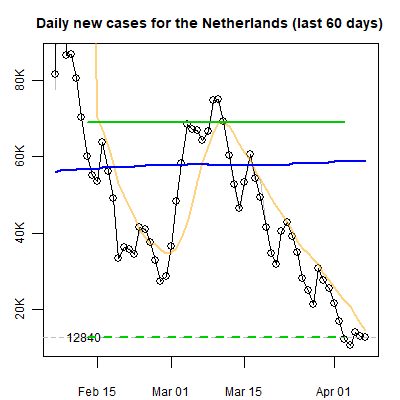 Daily new cases for the Netherlands (last 60 days)
80K
60K
40K
20K
12840
Feb 15 Mar 01 Mar 15 Apr 01